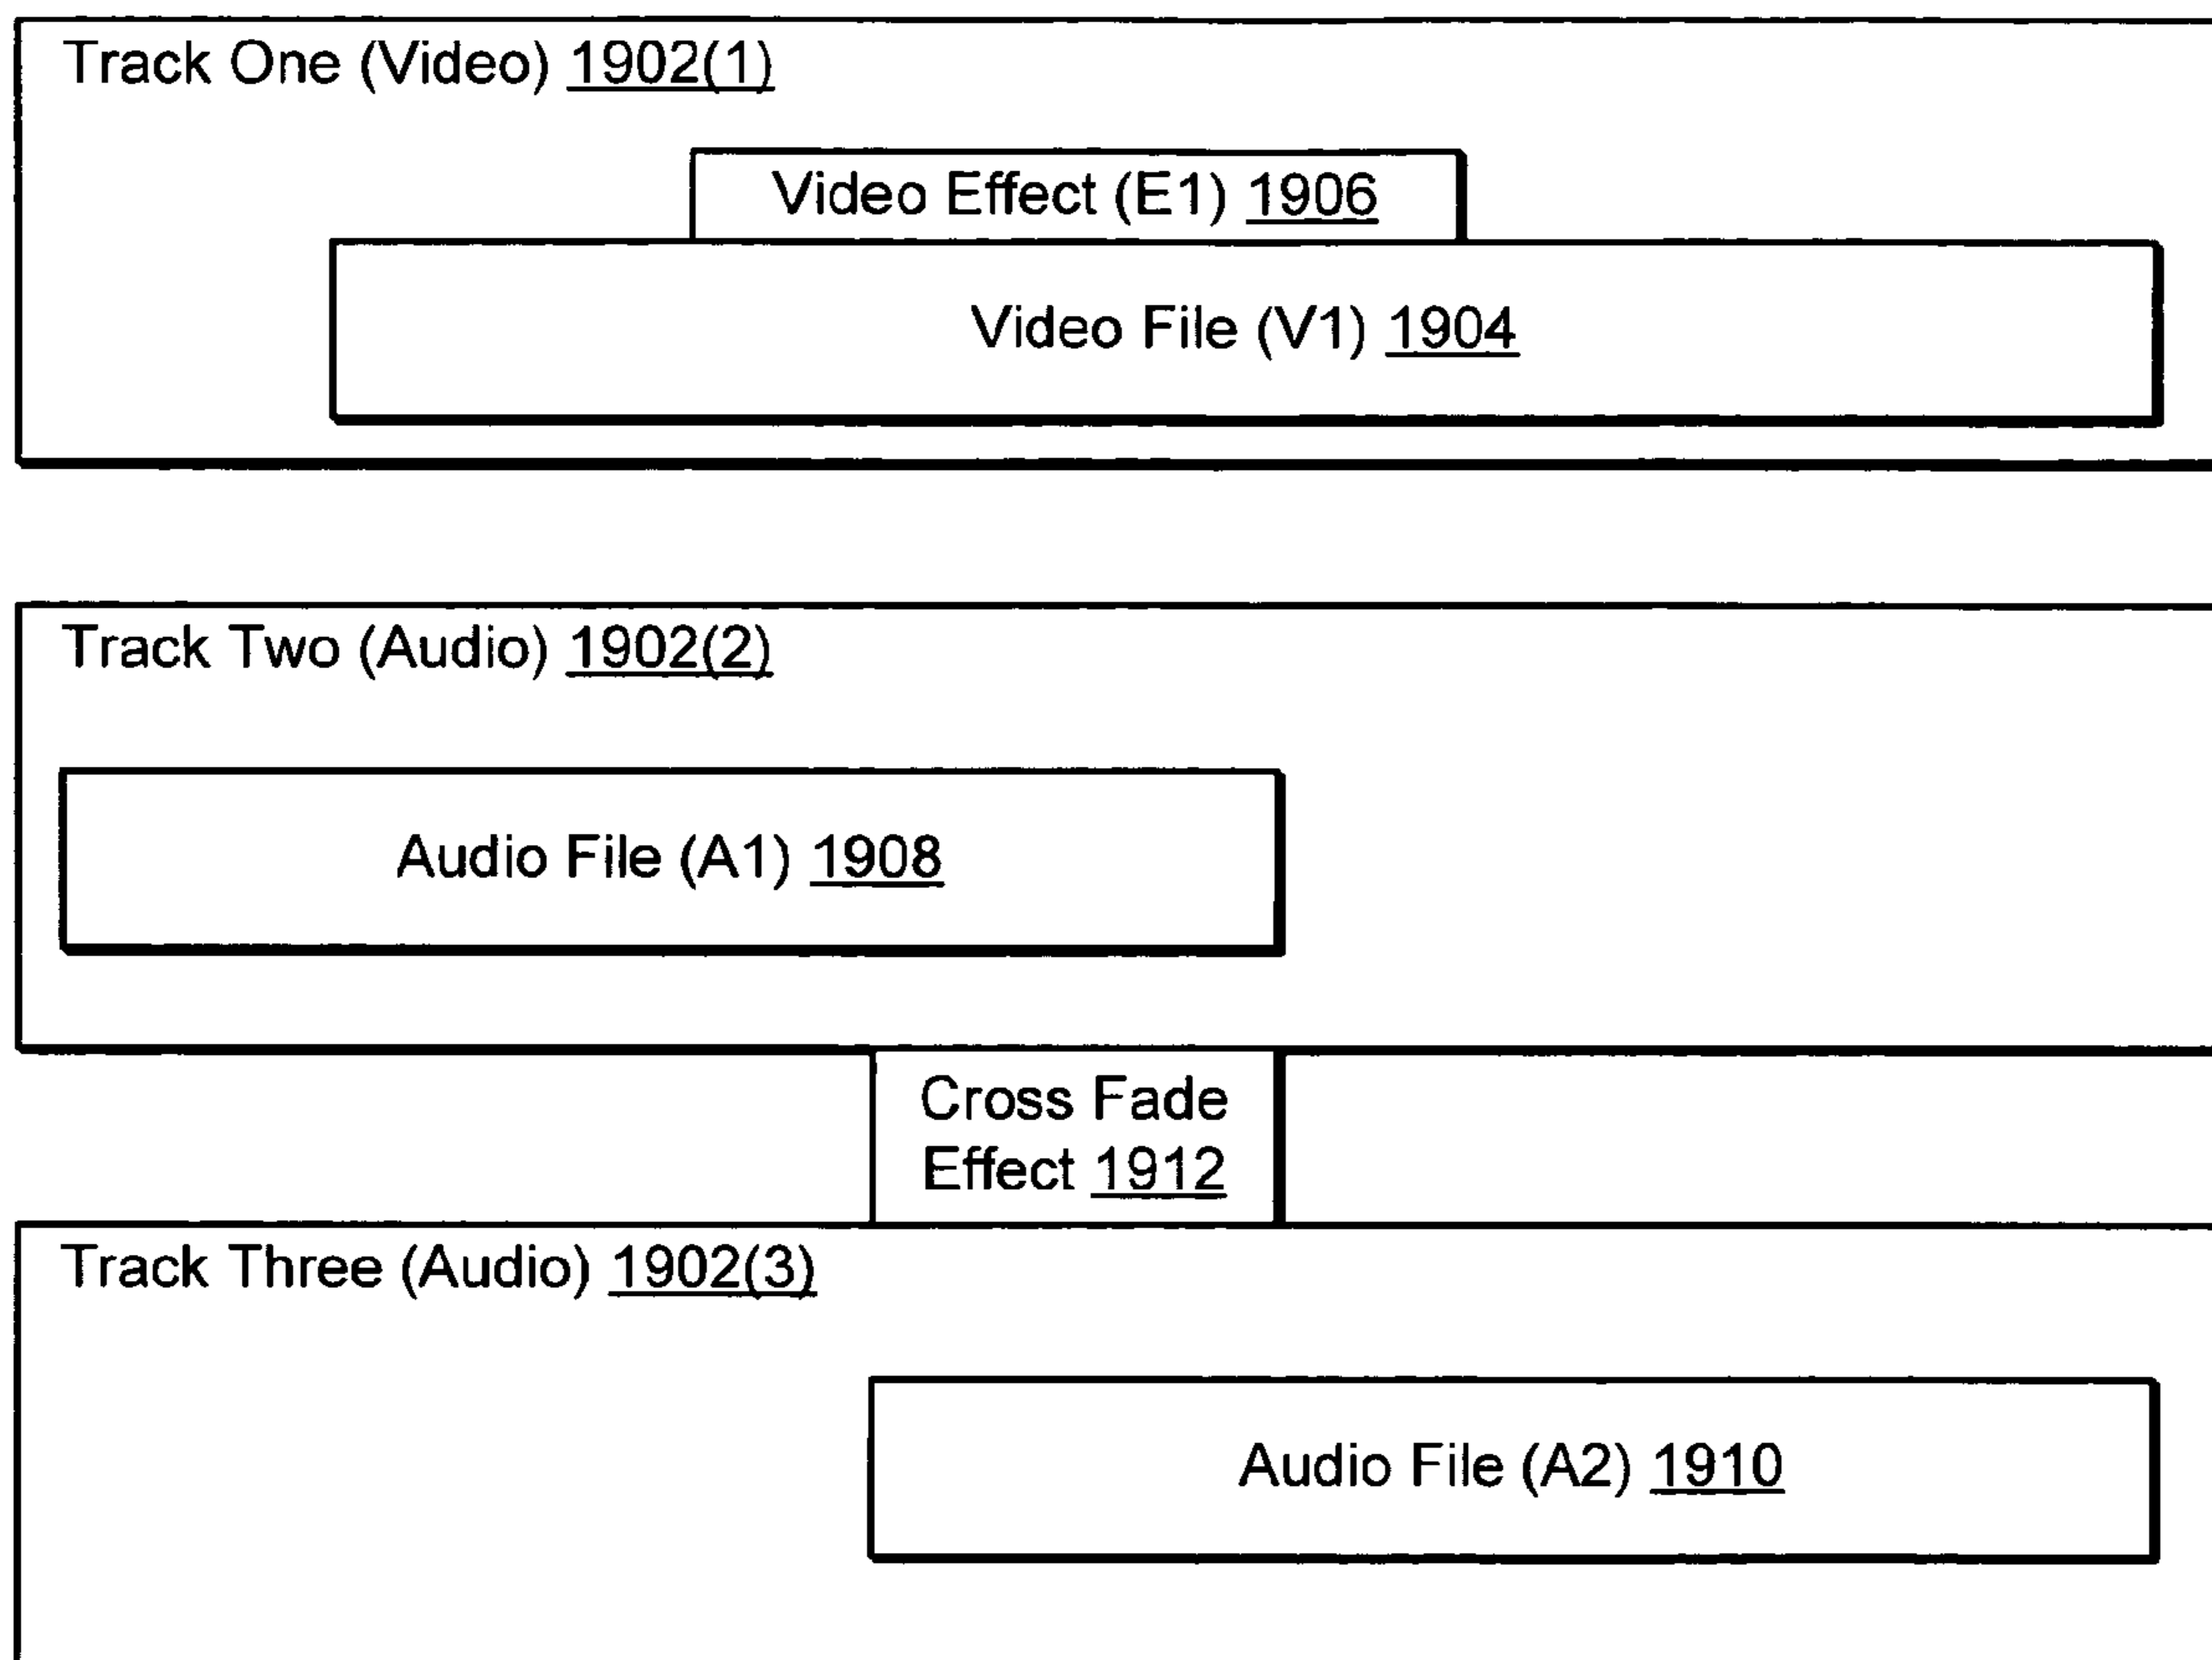 Track One (Video) 1902(1)
Video Effect (E1) 1906
Video File (V1) 1904
Track Two (Audio) 1902(2)
Audio File (A1) 1908
Cross Fade
Effect 1912
Track Three (Audio) 1902(3)
Audio File (A2) 1910